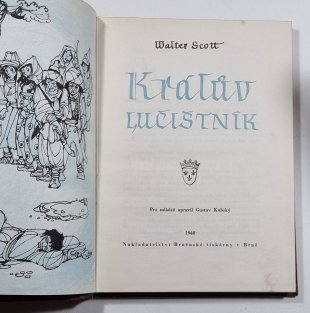 Walter Scott
Králův
LUČIŠTNÍK
Pro mládež upravil Gustav Kubský
1948
Nakladatelství Brněnské tiskárny v Brně